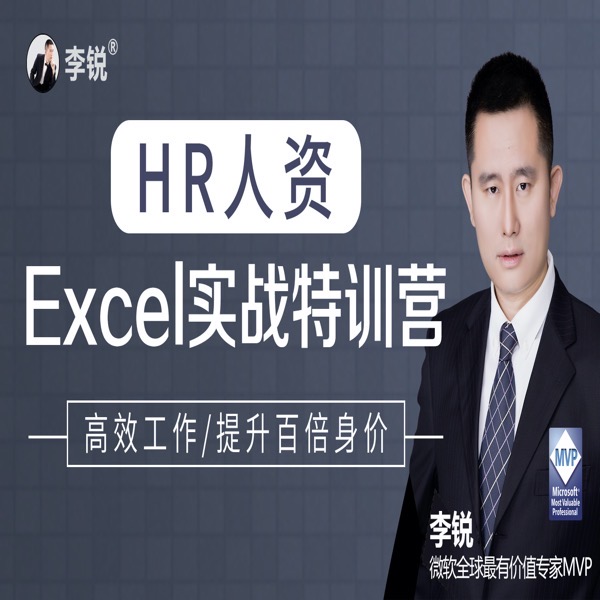 李锐®
HR人资
Excel实战特训营
高效工作/提升百倍身价
MVP
Microsoft®
Most Valuable
Professional
李锐
微软全球最有价值专家MVP